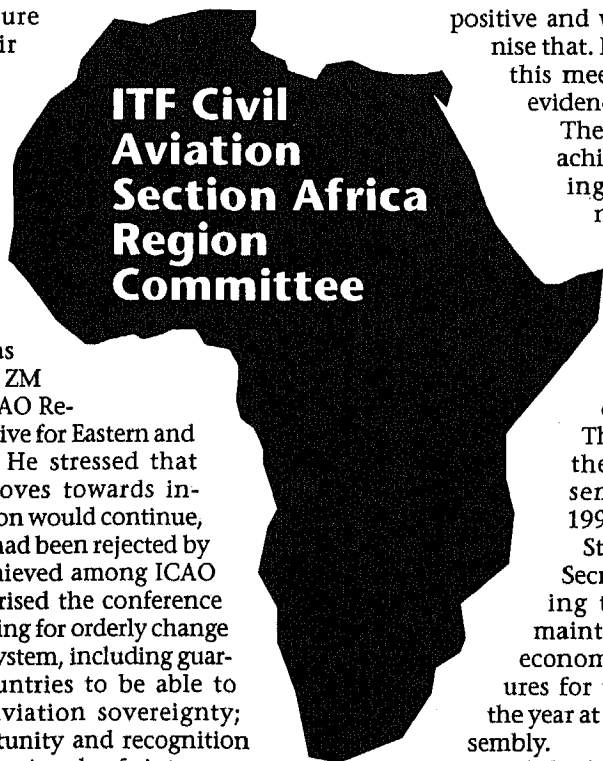 ure
ir
ITF Civil
Aviation
Section Africa
Region
Committee
as
ZM
AO Re-
ive for Eastern and
He stressed that
oves towards in-
on would continue,
had been rejected by
hieved among ICAO
rised the conference
ing for orderly change
ystem, including guar-
untries to be able to
viation sovereignty;
tunity and recognition
positive and
nise that.
this mee
evidenc
The
achi
ing
Th
the
sen
199
St
Secr
ing t
maint
econom
ures for
the year at
sembly.